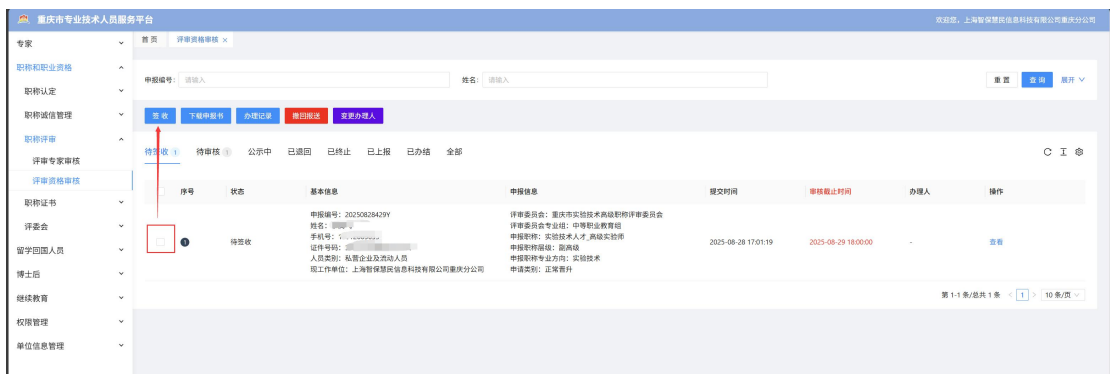 重庆市专业技术人员服务平台
欢迎您，上海智保慧民信息科技有限公司重庆分公司
专家
职称和职业资格
职称认定
职称诚信管理
职称评审
评审专家审核
评审资格审核
职称证书
评委会
留学回国人员
博士后
继续教育
权限管理
单位信息管理
首页 评审资格审核 ×
申报编号: 请输入 姓名: 请输入 重置 查询 展开
签收 下载申报书 办理记录 撤回报送 变更办理人
待签收 1 待审核 1 公示中 已退回 已终止 已上报 已办结 全部
序号 状态 基本信息 申报信息 提交时间 审核截止时间 办理人 操作
1 待签收
申报编号: 20250828429Y
姓名:
手机号:
证件号码:
人员类别: 私营企业及流动人员
现工作单位: 上海智保慧民信息科技有限公司重庆分公司
评审委员会: 重庆市实验技术高级职称评审委员会
评审委员会专业组: 中等职业教育组
申报职称: 实验技术人才_高级实验师
申报职称层级: 副高级
申报职称专业方向: 实验技术
申请类别: 正常晋升
2025-08-28 17:01:19
2025-08-29 18:00:00
-
查看
第 1-1 条/总共 1 条 < 1 > 10 条/页